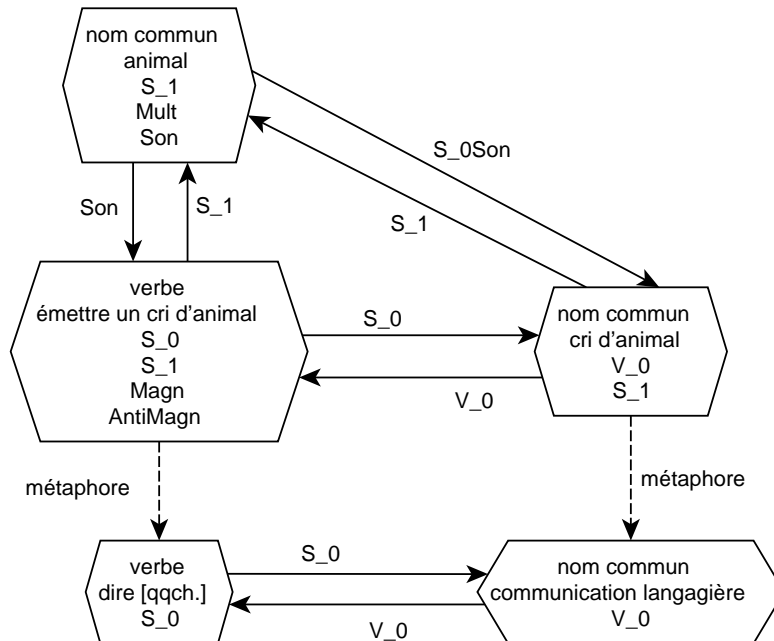 nom commun
animal
S_1
Mult
Son
S_0Son
S_1
Son
S_1
verbe
émettre un cri d’animal
S_0
S_1
Magn
AntiMagn
S_0
V_0
nom commun
cri d’animal
V_0
S_1
métaphore
métaphore
verbe
dire [qqch.]
S_0
S_0
V_0
nom commun
communication langagière
V_0